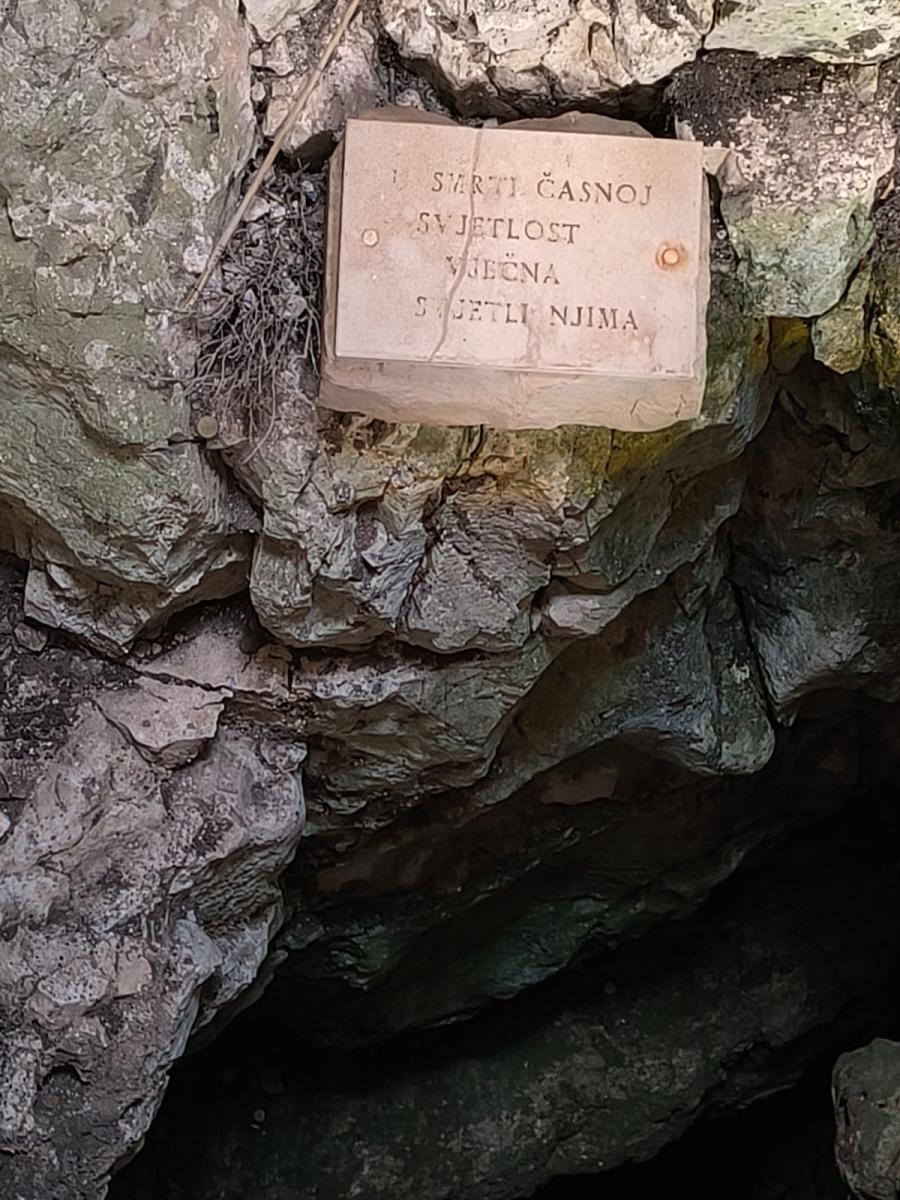 U SMRTI ČASNOJ
SVJETLOST
VJEČNA
SVJETLI NJIMA